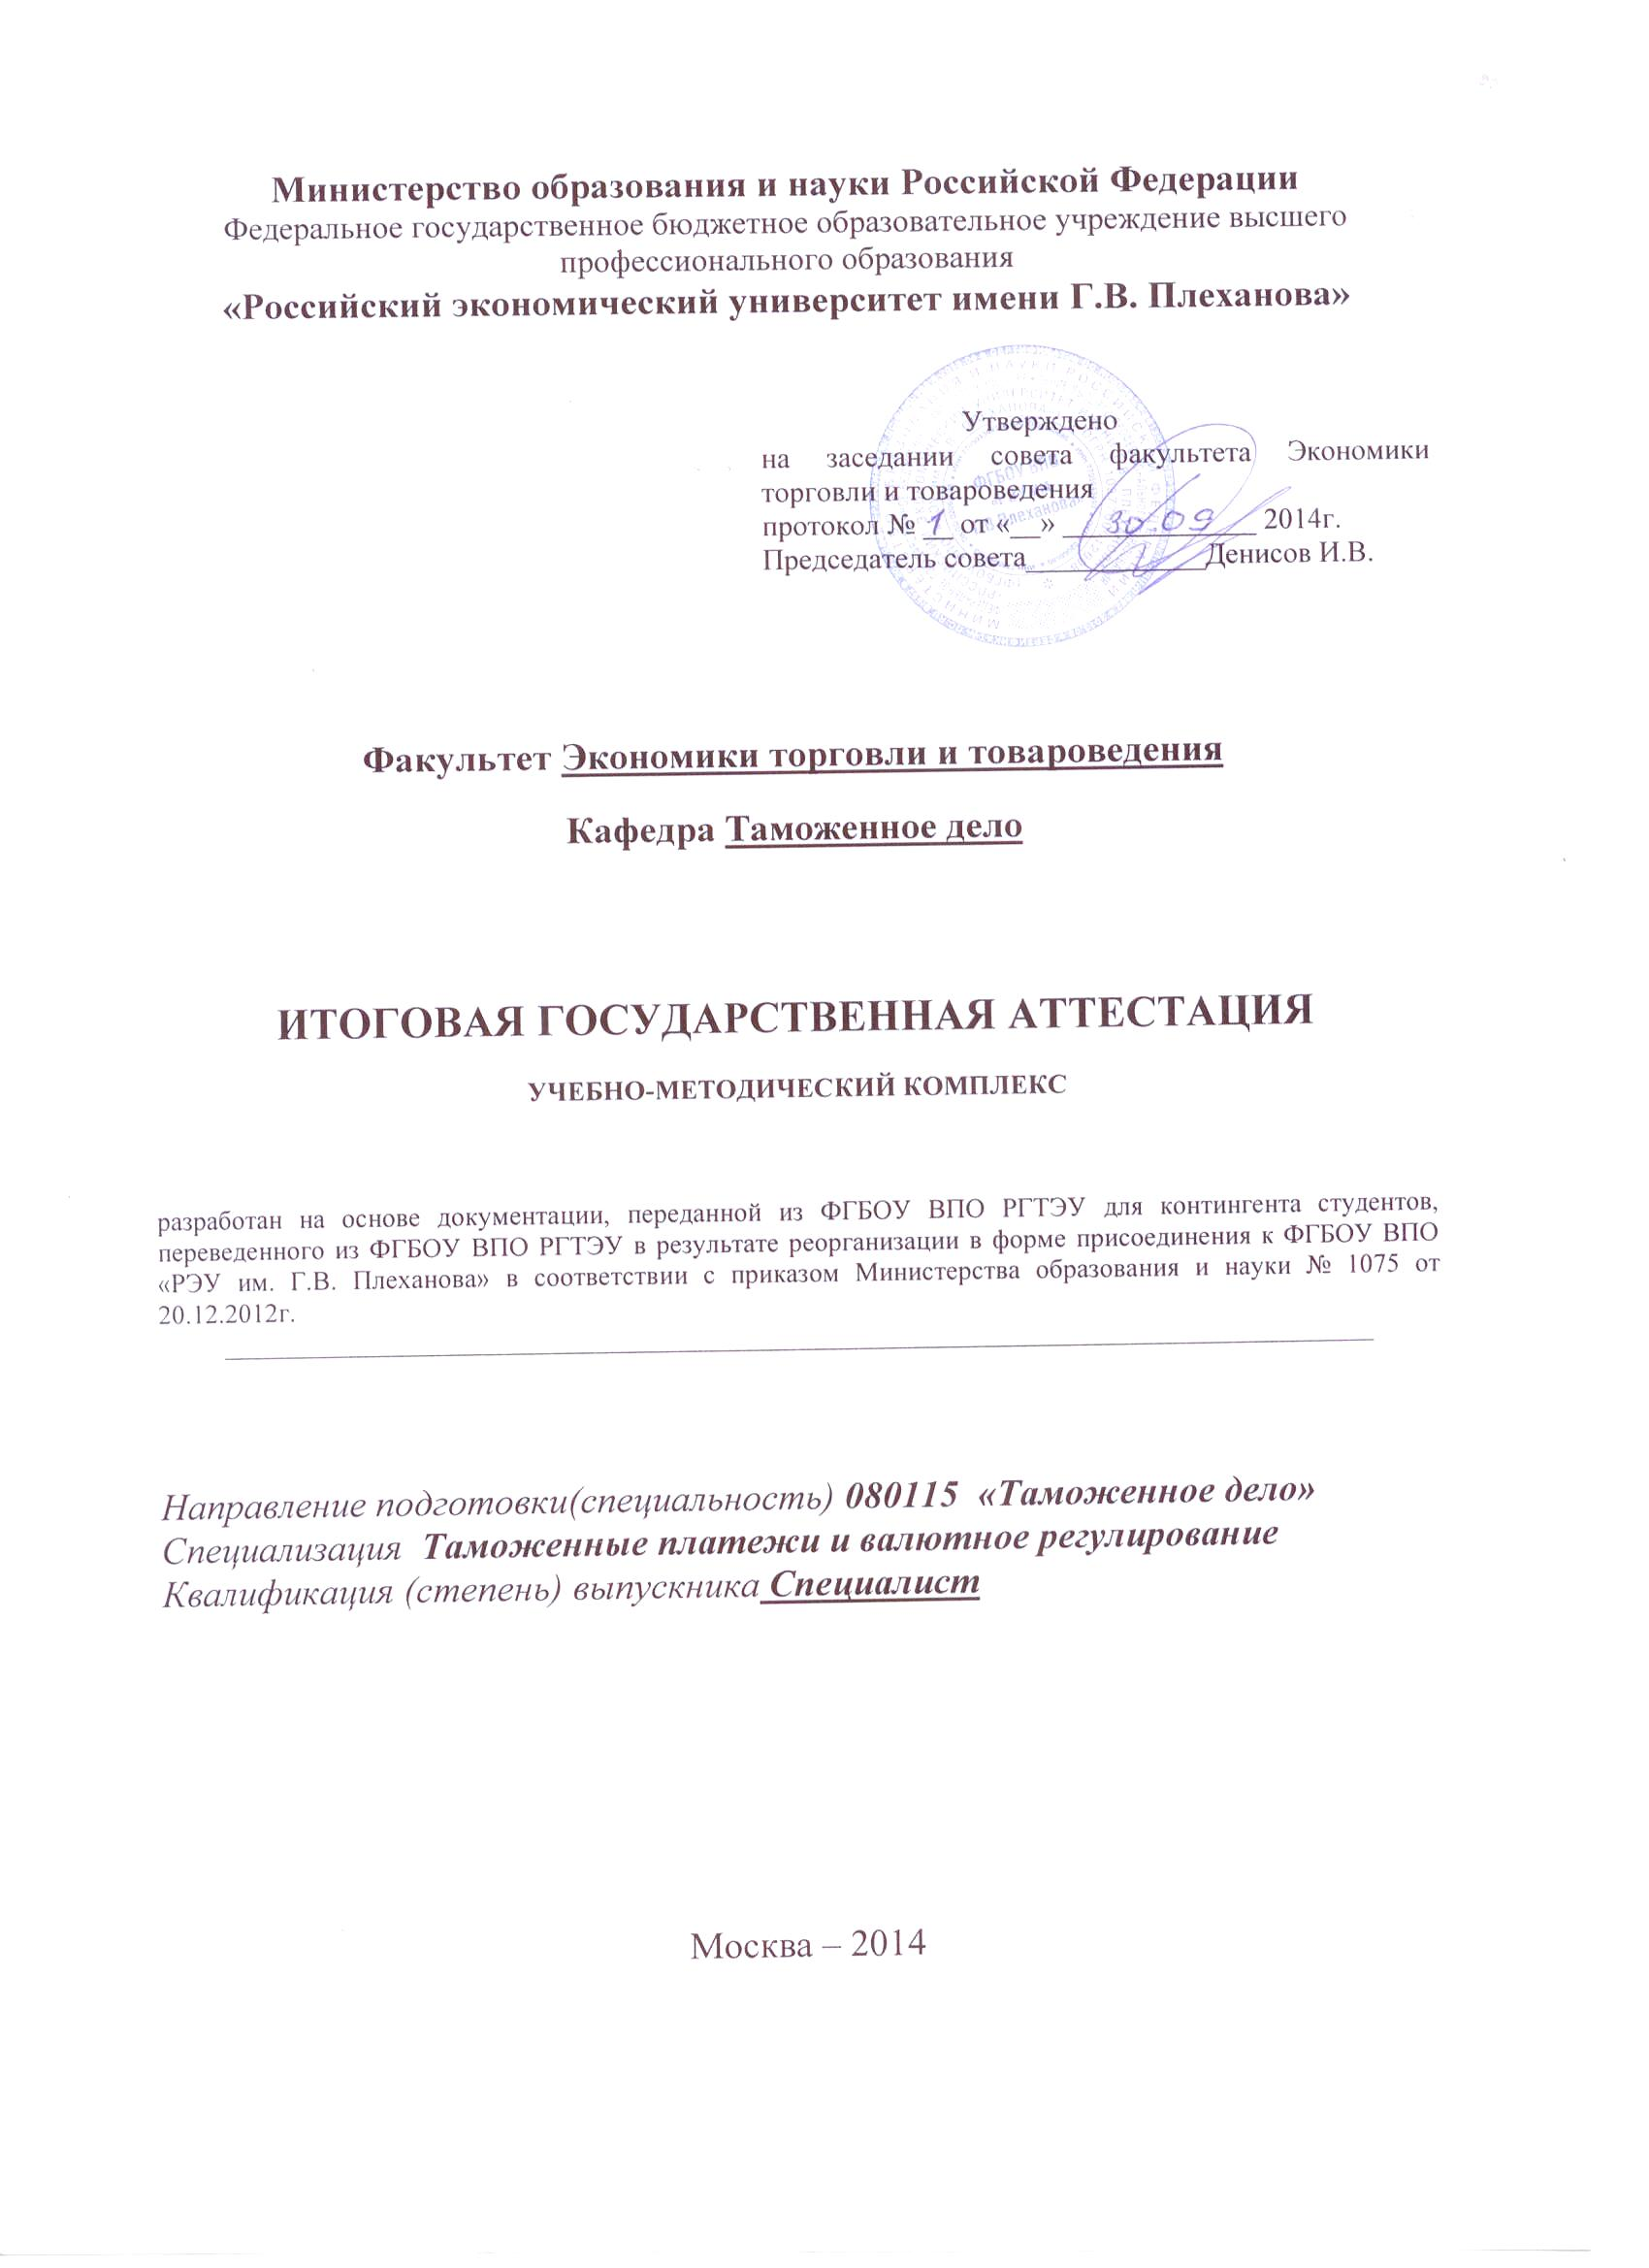 Министерство образования и науки Российской Федерации
Федеральное государственное бюджетное образовательное учреждение высшего
профессионального образования
«Российский экономический университет имени Г.В. Плеханова»
Утверждено
на заседании совета факультета Экономики
торговли и товароведения
протокол № 1 от «__» 30.09 2014г.
Председатель совета____________Денисов И.В.
Факультет Экономики торговли и товароведения
Кафедра Таможенное дело
ИТОГОВАЯ ГОСУДАРСТВЕННАЯ АТТЕСТАЦИЯ
УЧЕБНО-МЕТОДИЧЕСКИЙ КОМПЛЕКС
разработан на основе документации, переданной из ФГБОУ ВПО РГТЭУ для контингента студентов,
переведенного из ФГБОУ ВПО РГТЭУ в результате реорганизации в форме присоединения к ФГБОУ ВПО
«РЭУ им. Г.В. Плеханова» в соответствии с приказом Министерства образования и науки № 1075 от
20.12.2012г.
Направление подготовки(специальность) 080115 «Таможенное дело»
Специализация Таможенные платежи и валютное регулирование
Квалификация (степень) выпускника Специалист
Москва – 2014